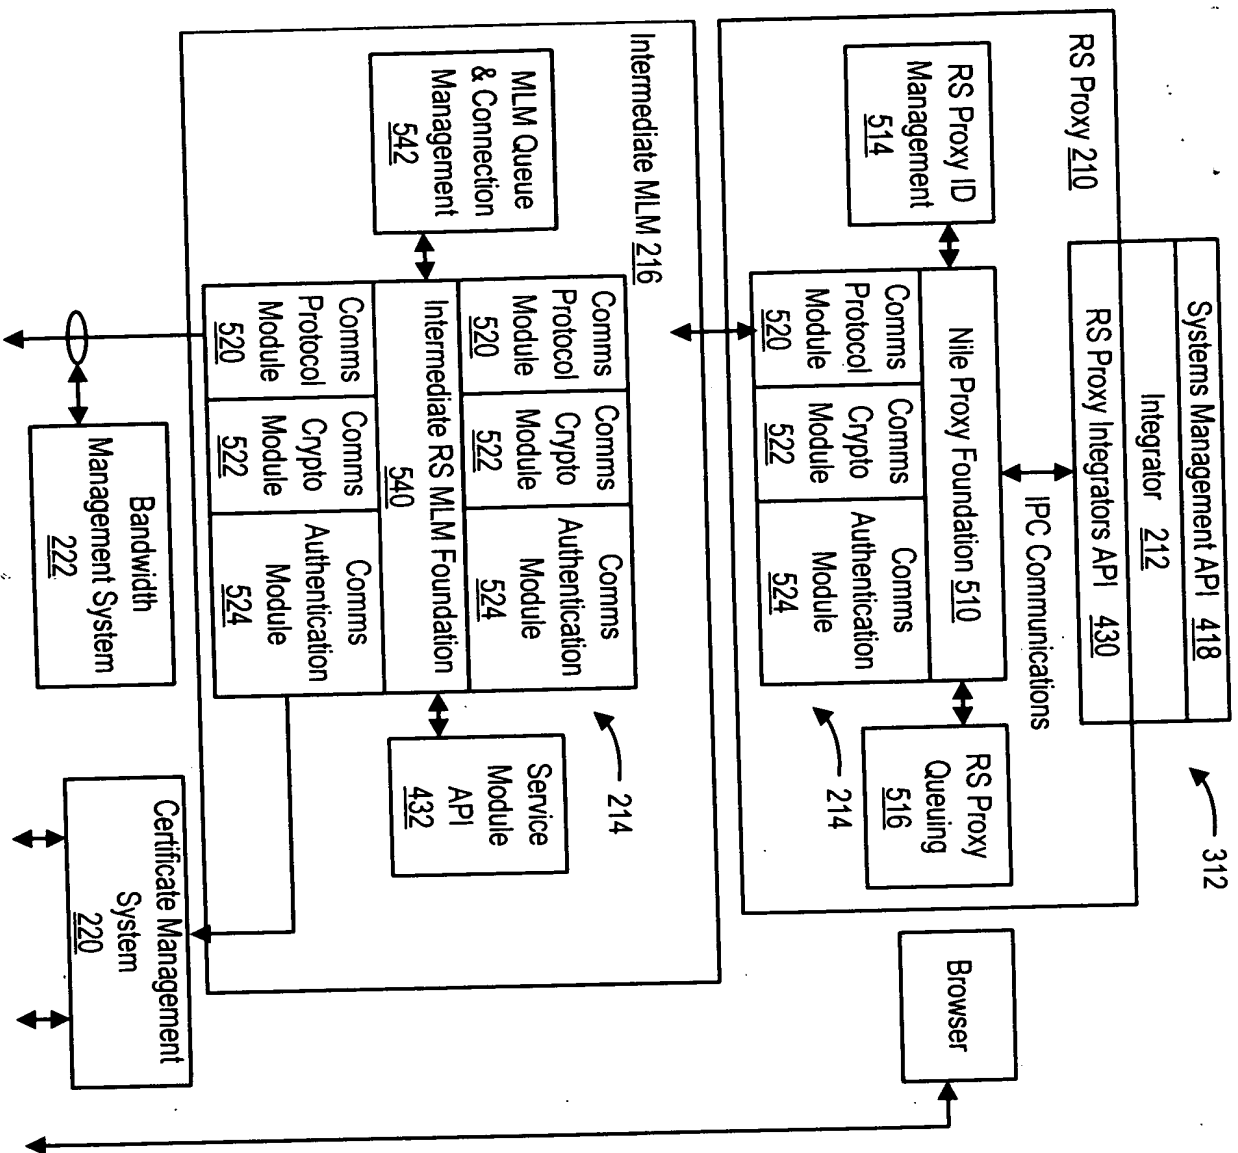 312
Systems Management API 418
Integrator 212
RS Proxy Integrators API 430
RS Proxy 210
IPC Communications
RS Proxy ID
Management
514
Nile Proxy Foundation 510
RS Proxy
Queuing
516
Comms
Protocol
Module
520
Comms
Crypto
Module
522
Comms
Authentication
Module
524
214
Browser
Intermediate MLM 216
MLM Queue
& Connection
Management
542
Comms
Protocol
Module
520
Comms
Crypto
Module
522
Comms
Authentication
Module
524
214
Intermediate RS MLM Foundation
540
Service
Module
API
432
Comms
Protocol
Module
520
Comms
Crypto
Module
522
Comms
Authentication
Module
524
Bandwidth
Management System
222
Certificate Management
System
220